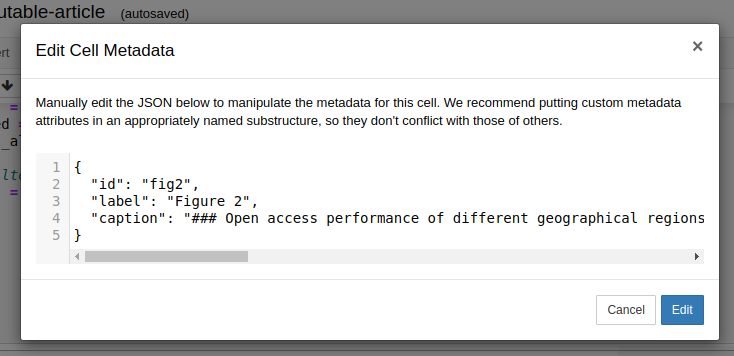 utable-article (autosaved)
Edit Cell Metadata ×
Manually edit the JSON below to manipulate the metadata for this cell. We recommend putting custom metadata
attributes in an appropriately named substructure, so they don't conflict with those of others.
1 {
2 "id": "fig2",
3 "label": "Figure 2",
4 "caption": "### Open access performance of different geographical regions
5 }
Cancel Edit